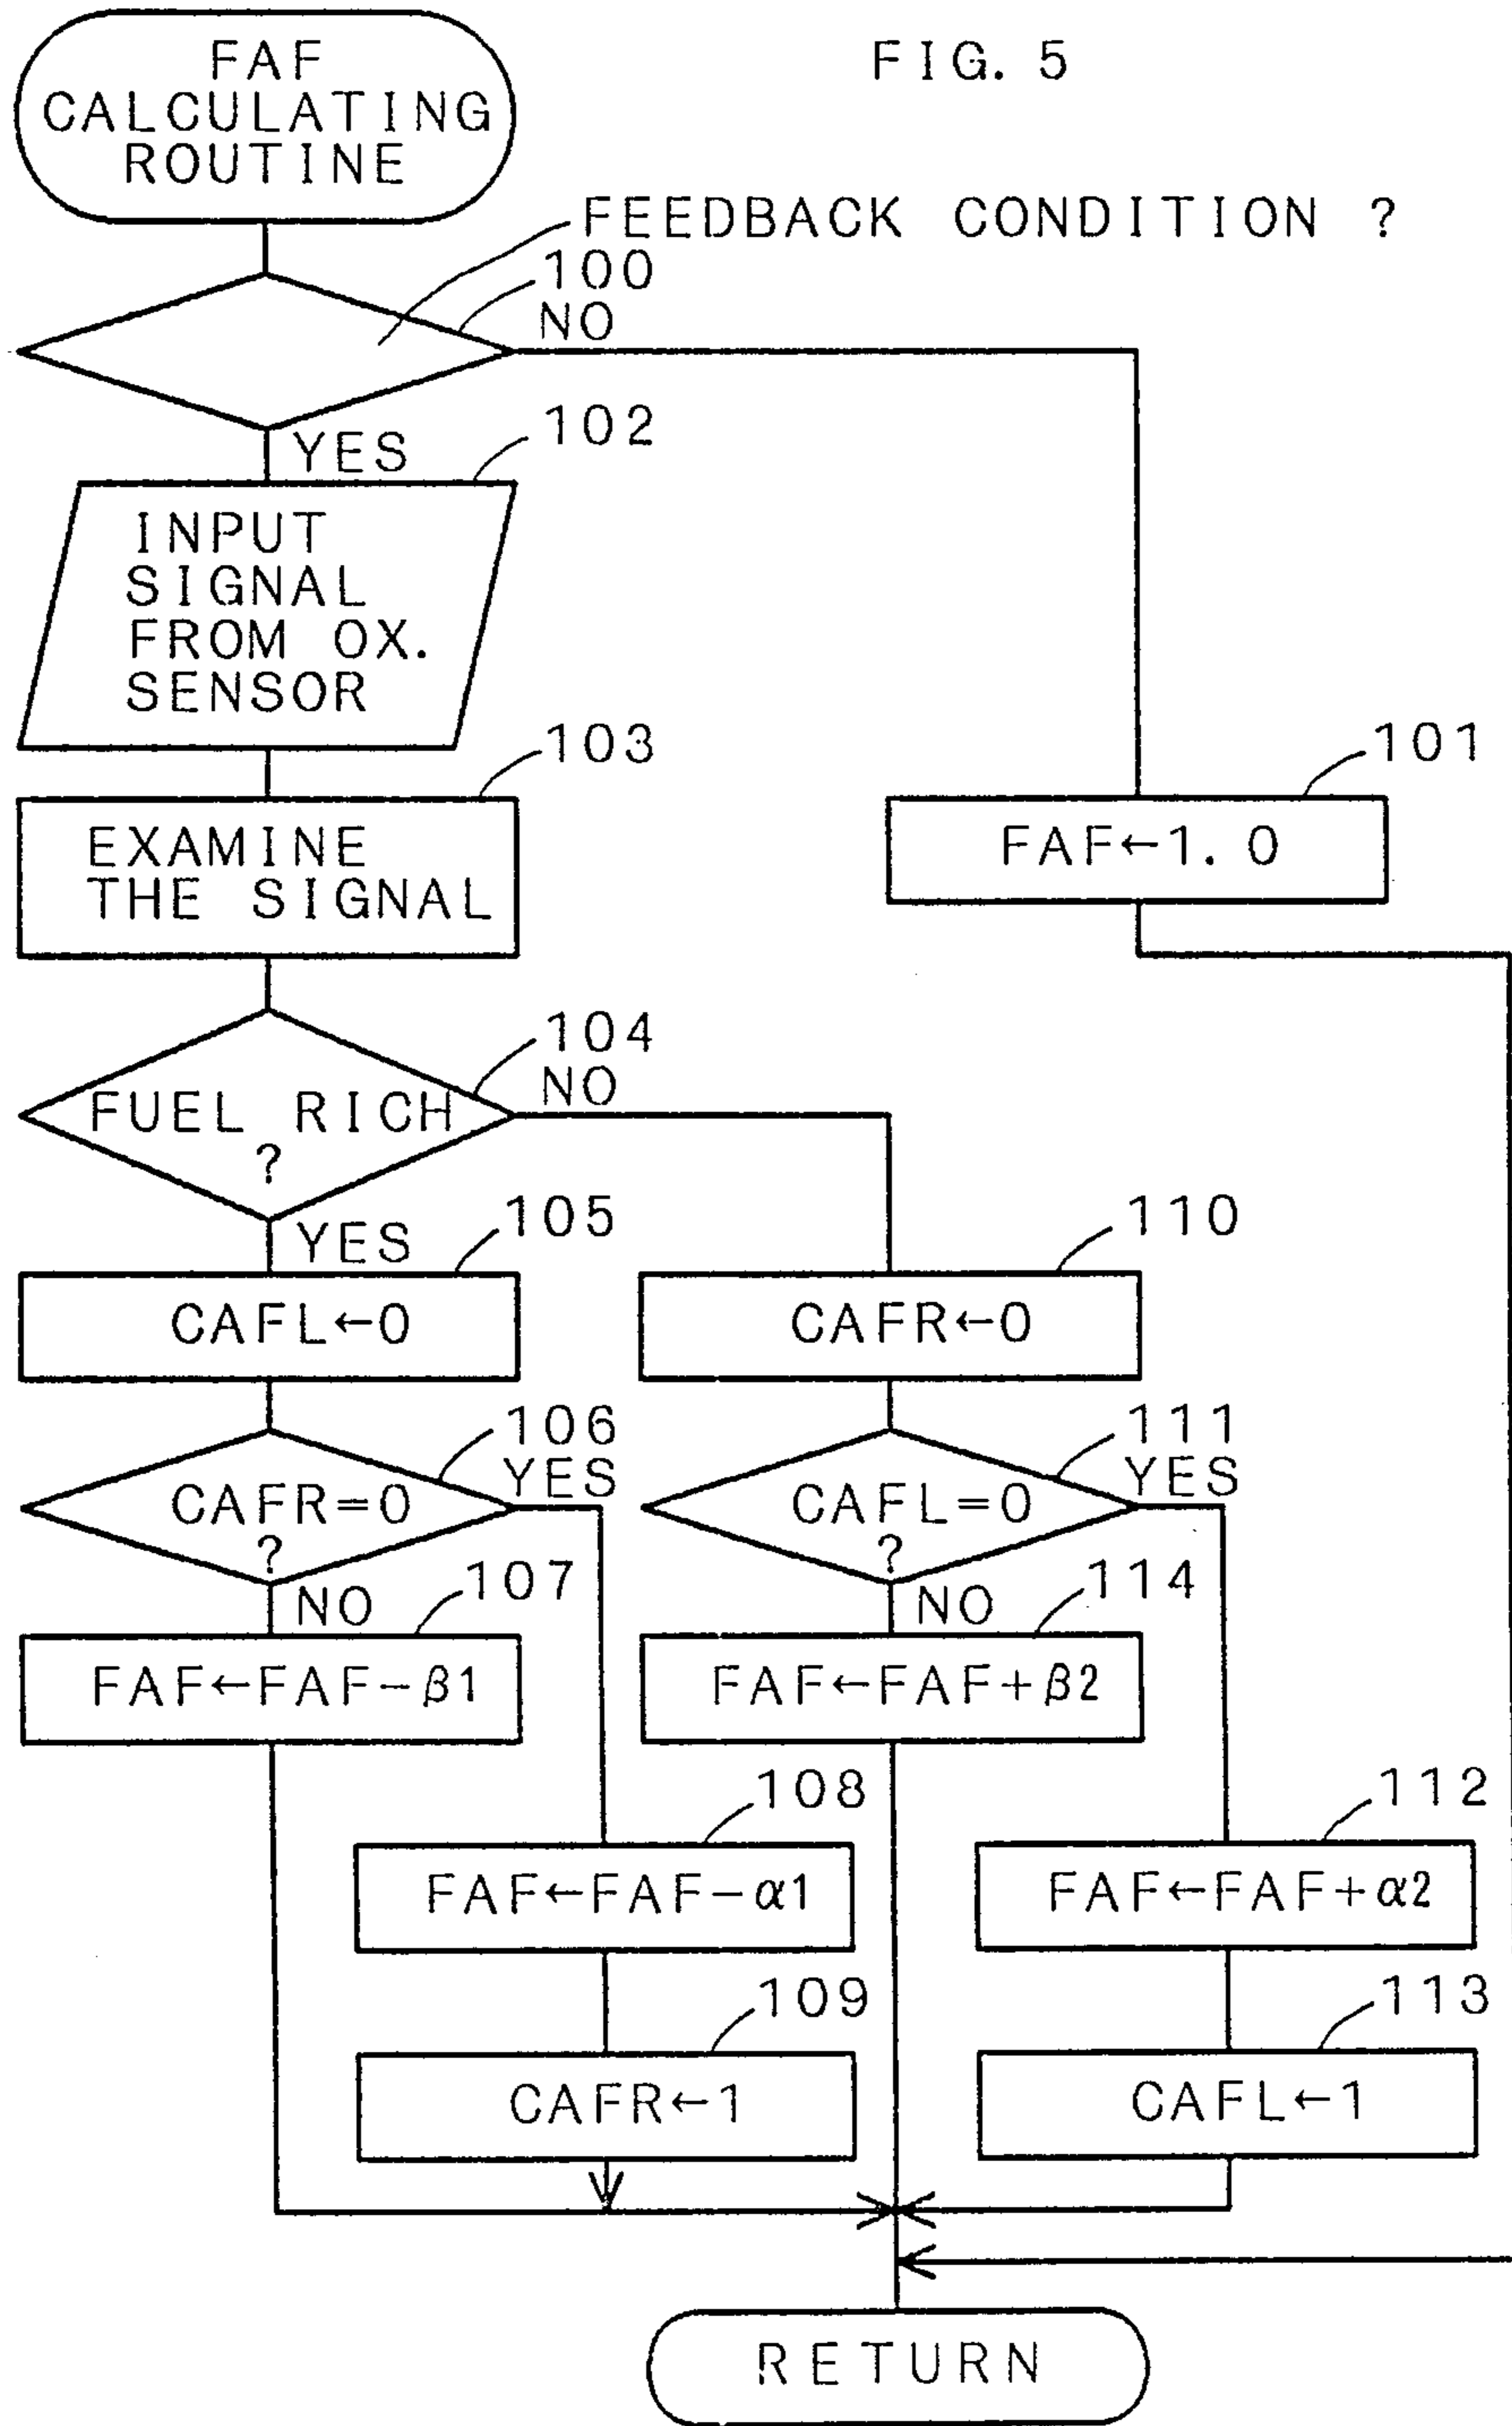 FIG. 5
FAF
CALCULATING
ROUTINE
FEEDBACK CONDITION ?
100
NO
YES
102
INPUT
SIGNAL
FROM OX.
SENSOR
103
EXAMINE
THE SIGNAL
101
FAF←1.0
104
FUEL RICH
?
NO
YES
105
CAFL←0
110
CAFR←0
106
CAFR=0
?
YES
NO
111
CAFL=0
?
YES
NO
107
FAF←FAF-β1
114
FAF←FAF+β2
108
FAF←FAF-α1
112
FAF←FAF+α2
109
CAFR←1
113
CAFL←1
RETURN